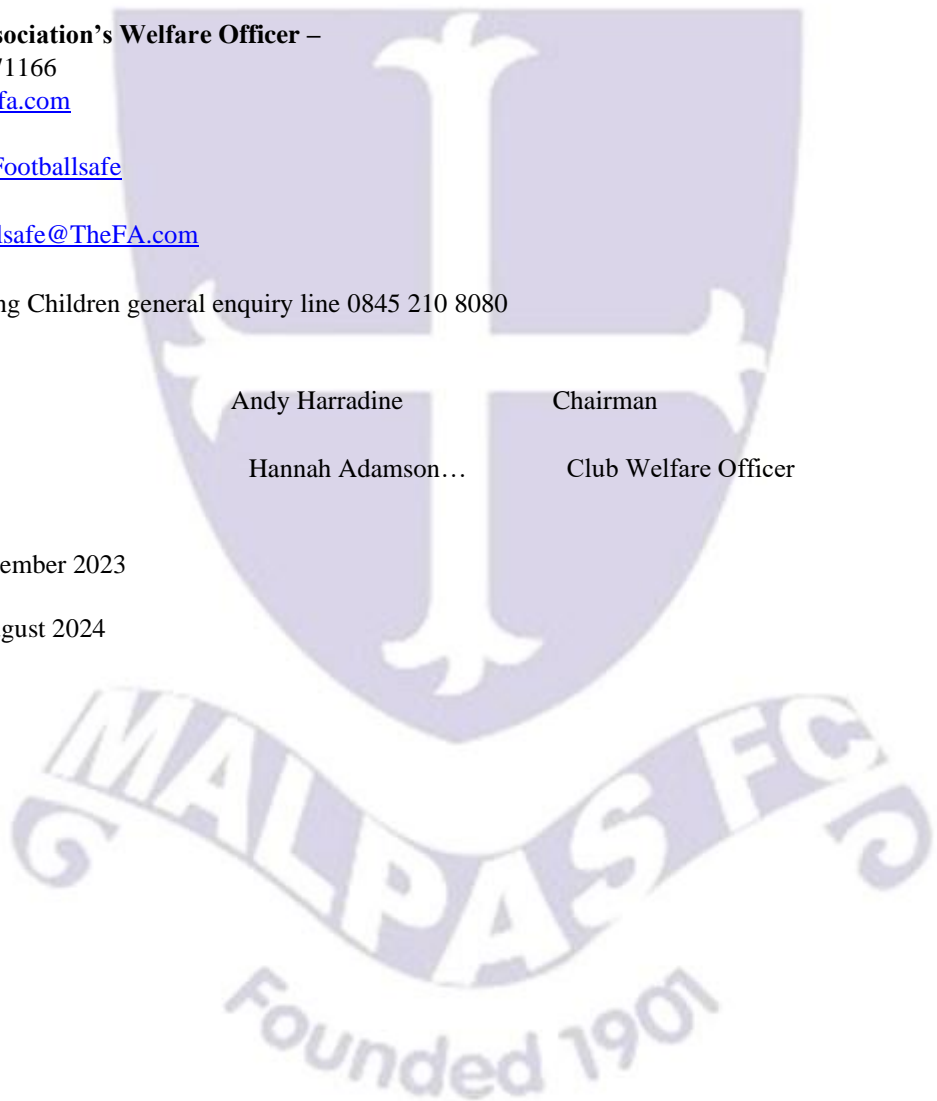 sociation’s Welfare Officer –
71166
fa.com
Footballsafe
lsafe@TheFA.com
ng Children general enquiry line 0845 210 8080
Andy Harradine Chairman
Hannah Adamson… Club Welfare Officer
ember 2023
gust 2024
MALPAS FC
Founded 1901